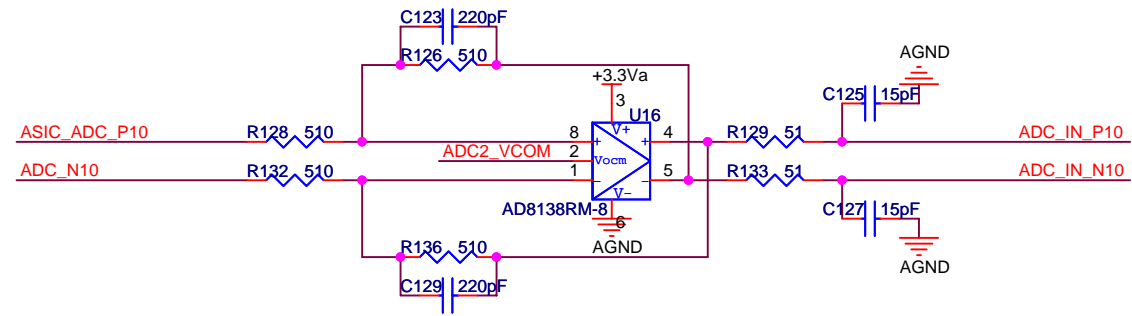 C123 220pF
R126 510
+3.3Va
3
U16
AGND
C125 15pF
ASIC_ADC_P10
R128 510
8
+
V+
+
4
R129 51
ADC_IN_P10
ADC2_VCOM
2
Vocm
ADC_N10
R132 510
1
-
V-
-
5
R133 51
ADC_IN_N10
AD8138RM-8
6
C127 15pF
R136 510
AGND
AGND
C129 220pF